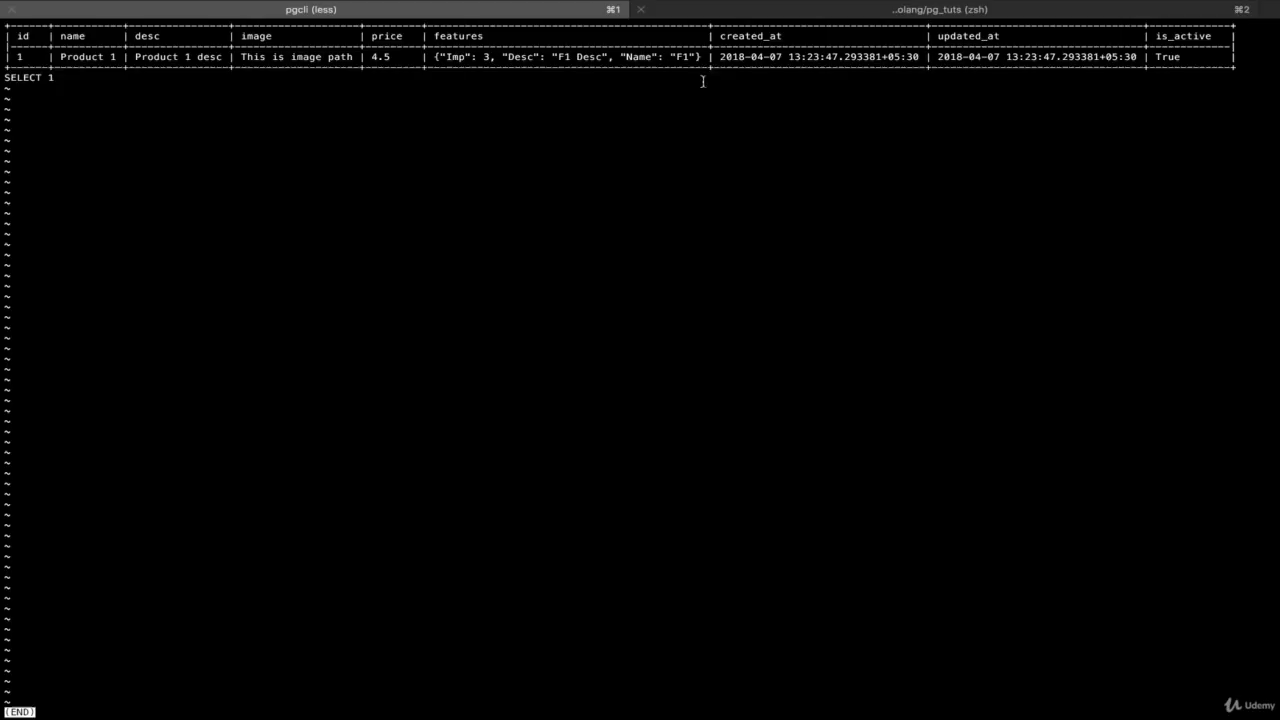 pgcli (less) ⌘1 ..olang/pg_tuts (zsh) ⌘2
| id | name | desc | image | price | features | created_at | updated_at | is_active |
| 1 | Product 1 | Product 1 desc | This is image path | 4.5 | {"Imp": 3, "Desc": "F1 Desc", "Name": "F1"} | 2018-04-07 13:23:47.293381+05:30 | 2018-04-07 13:23:47.293381+05:30 | True |
SELECT 1
(END)
Udemy